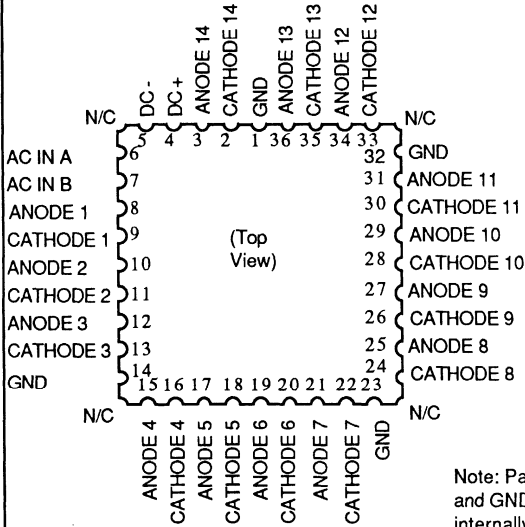 N/C
DC -
DC +
ANODE 14
CATHODE 14
GND
ANODE 13
CATHODE 13
ANODE 12
CATHODE 12
N/C
5 4 3 2 1 36 35 34 33
AC IN A 6
AC IN B 7
ANODE 1 8
CATHODE 1 9
ANODE 2 10
CATHODE 2 11
ANODE 3 12
CATHODE 3 13
GND 14
(Top
View)
32 GND
31 ANODE 11
30 CATHODE 11
29 ANODE 10
28 CATHODE 10
27 ANODE 9
26 CATHODE 9
25 ANODE 8
24 CATHODE 8
15 16 17 18 19 20 21 22 23
N/C
ANODE 4
CATHODE 4
ANODE 5
CATHODE 5
ANODE 6
CATHODE 6
ANODE 7
CATHODE 7
GND
N/C
Note: Pa
and GND
internally